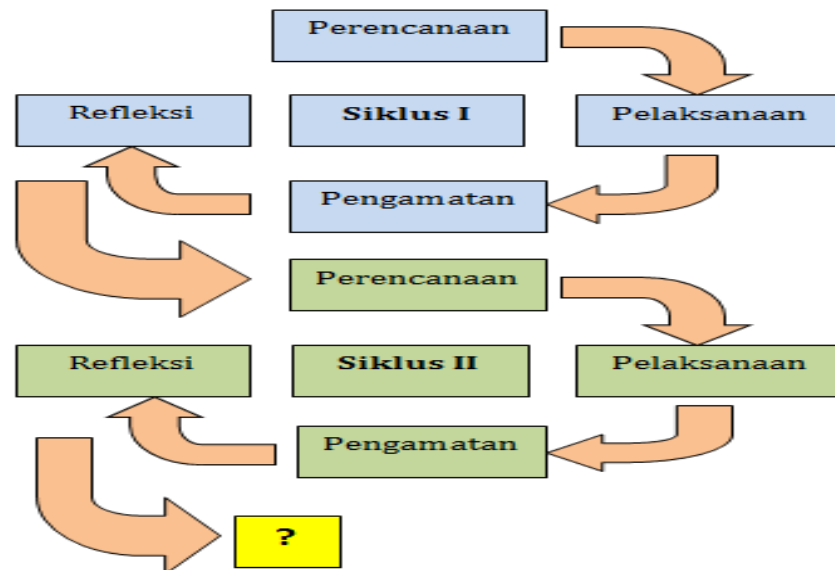 Perencanaan
Refleksi
Siklus I
Pelaksanaan
Pengamatan
Perencanaan
Refleksi
Siklus II
Pelaksanaan
Pengamatan
?